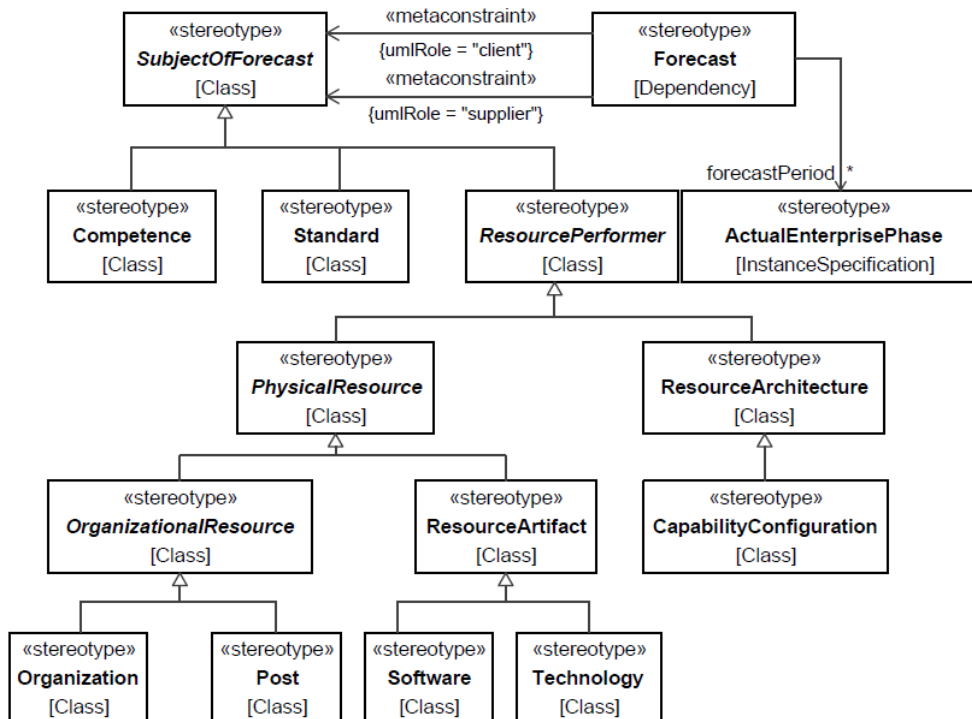 «stereotype»
SubjectOfForecast
[Class]
«metaconstraint»
{umlRole = "client"}
«metaconstraint»
{umlRole = "supplier"}
«stereotype»
Forecast
[Dependency]
forecastPeriod *
«stereotype»
Competence
[Class]
«stereotype»
Standard
[Class]
«stereotype»
ResourcePerformer
[Class]
«stereotype»
ActualEnterprisePhase
[InstanceSpecification]
«stereotype»
PhysicalResource
[Class]
«stereotype»
ResourceArchitecture
[Class]
«stereotype»
OrganizationalResource
[Class]
«stereotype»
ResourceArtifact
[Class]
«stereotype»
CapabilityConfiguration
[Class]
«stereotype»
Organization
[Class]
«stereotype»
Post
[Class]
«stereotype»
Software
[Class]
«stereotype»
Technology
[Class]